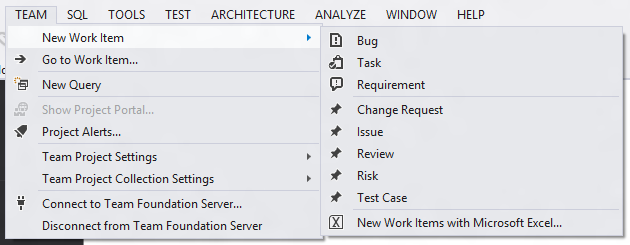 TEAM SQL TOOLS TEST ARCHITECTURE ANALYZE WINDOW HELP
New Work Item
Go to Work Item...
New Query
Show Project Portal...
Project Alerts...
Team Project Settings
Team Project Collection Settings
Connect to Team Foundation Server...
Disconnect from Team Foundation Server
Bug
Task
Requirement
Change Request
Issue
Review
Risk
Test Case
New Work Items with Microsoft Excel...